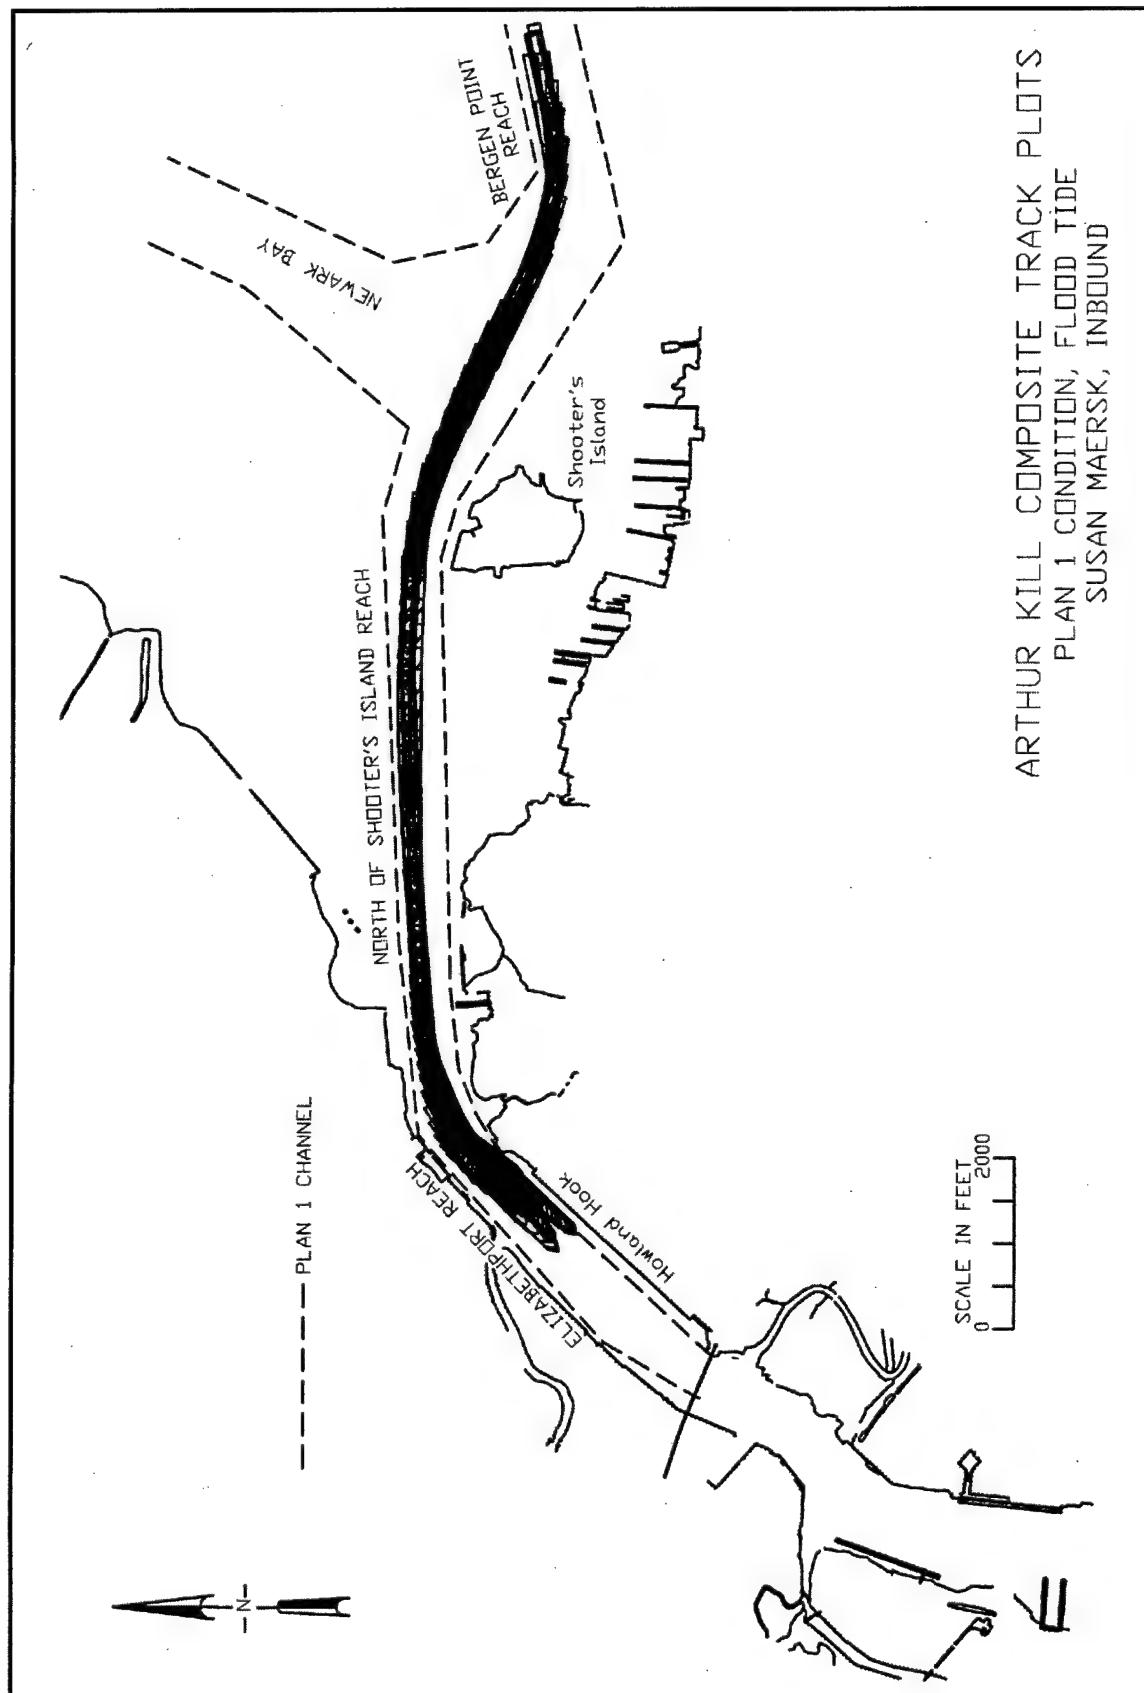 BERGEN POINT
REACH
NEWARK BAY
Shooter's
Island
NORTH OF SHOOTER'S ISLAND REACH
PLAN 1 CHANNEL
ELIZABETHPORT REACH
Howland Hook
SCALE IN FEET
0 2000
-N-
ARTHUR KILL COMPOSITE TRACK PLOTS
PLAN 1 CONDITION, FLOOD TIDE
SUSAN MAERSK, INBOUND